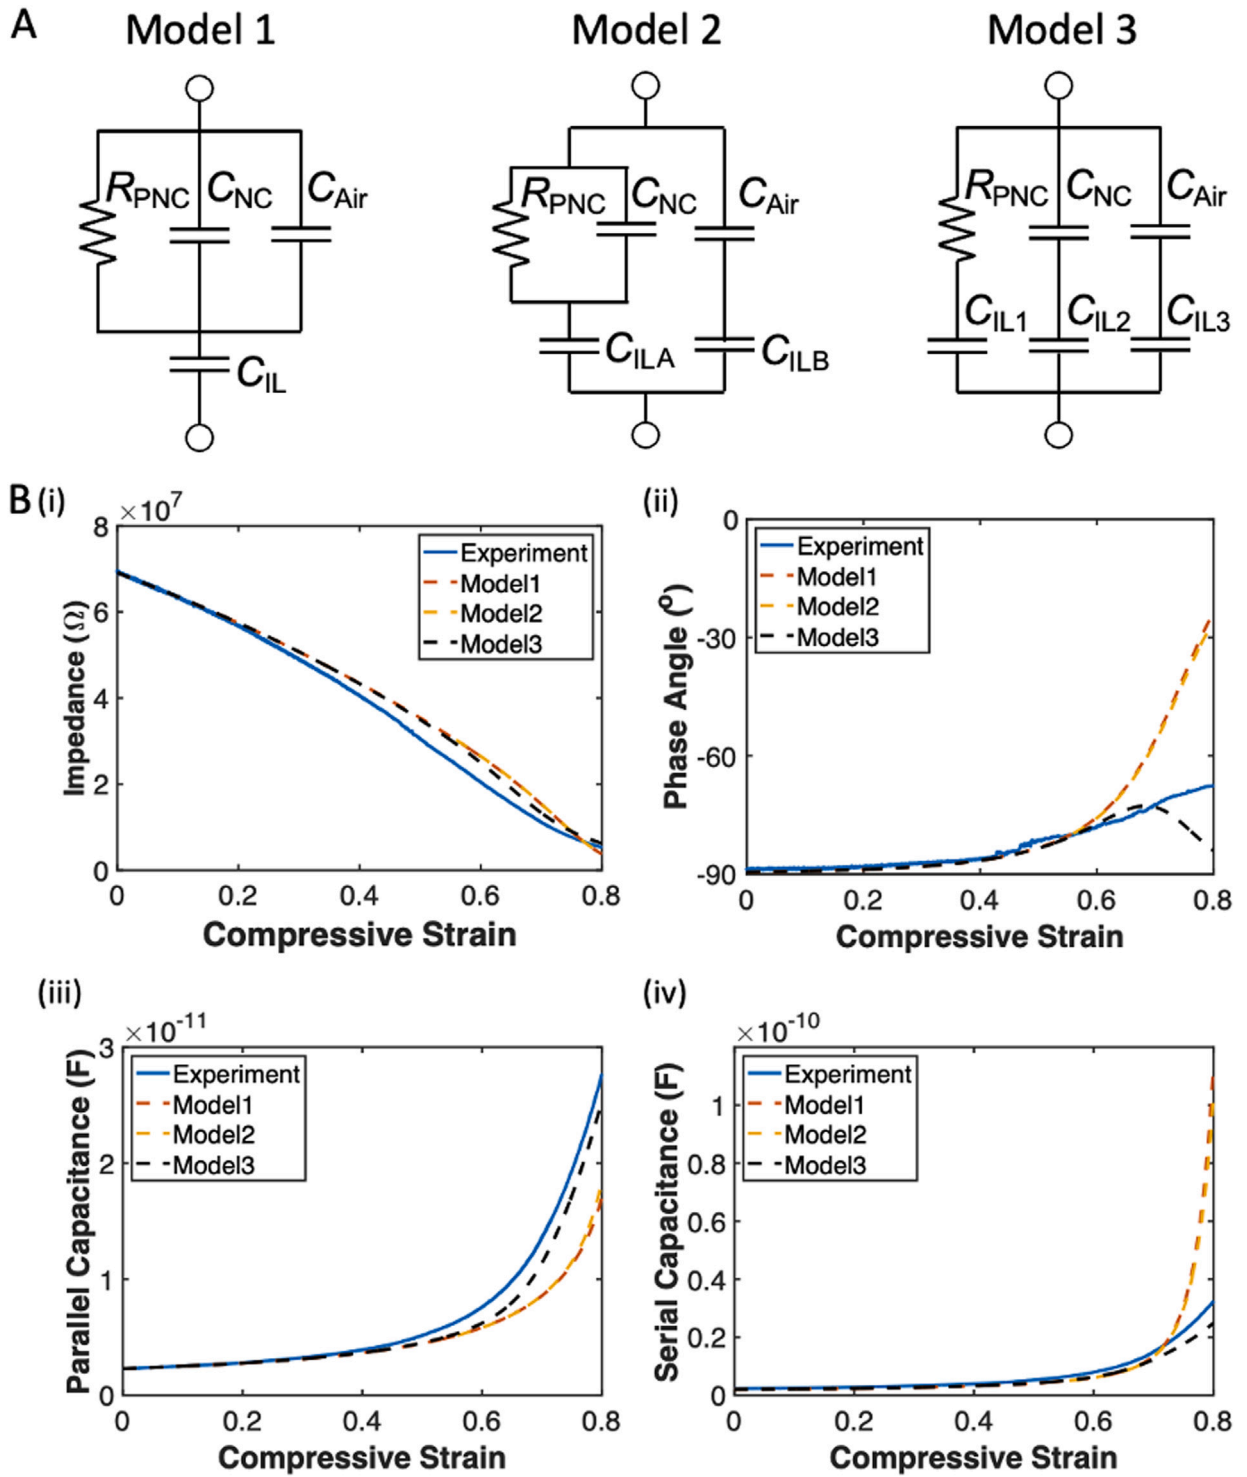 A
Model 1
Model 2
Model 3
RPNC
CNC
CAir
CIL
RPNC
CNC
CAir
CILA
CILB
RPNC
CNC
CAir
CIL1
CIL2
CIL3
B (i)
×10^7
8
6
4
2
0
Impedance (Ω)
Experiment
Model1
Model2
Model3
0
0.2
0.4
0.6
0.8
Compressive Strain
(ii)
0
-30
-60
-90
Phase Angle (°)
Experiment
Model1
Model2
Model3
0
0.2
0.4
0.6
0.8
Compressive Strain
(iii)
×10^-11
3
2
1
0
Parallel Capacitance (F)
Experiment
Model1
Model2
Model3
0
0.2
0.4
0.6
0.8
Compressive Strain
(iv)
×10^-10
1
0.8
0.6
0.4
0.2
0
Serial Capacitance (F)
Experiment
Model1
Model2
Model3
0
0.2
0.4
0.6
0.8
Compressive Strain